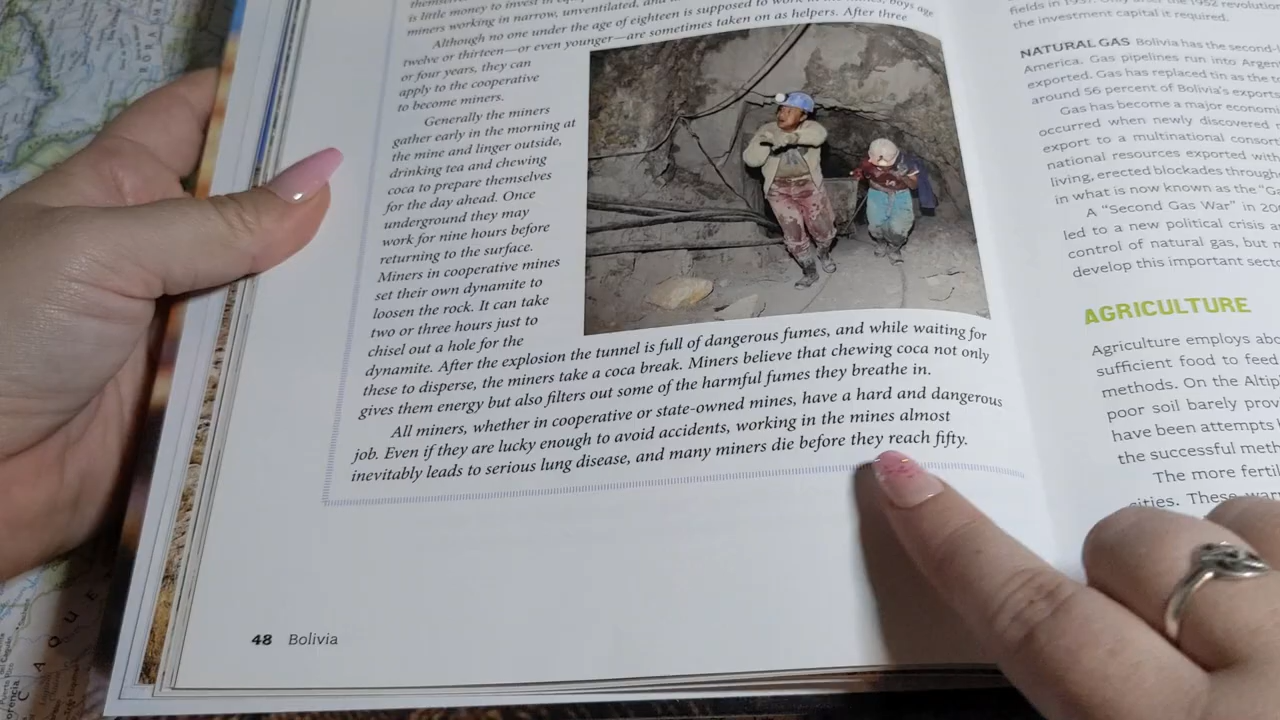 is little money to invest in
miners working in narrow, unventilated, and
Although no one under the age of eighteen is supposed to work in the mines, boys age
twelve or thirteen—or even younger—are sometimes taken on as helpers. After three
or four years, they can
apply to the cooperative
to become miners.
Generally the miners
gather early in the morning at
the mine and linger outside,
drinking tea and chewing
coca to prepare themselves
for the day ahead. Once
underground they may
work for nine hours before
returning to the surface.
Miners in cooperative mines
set their own dynamite to
loosen the rock. It can take
two or three hours just to
chisel out a hole for the
dynamite. After the explosion the tunnel is full of dangerous fumes, and while waiting for
these to disperse, the miners take a coca break. Miners believe that chewing coca not only
gives them energy but also filters out some of the harmful fumes they breathe in.
All miners, whether in cooperative or state-owned mines, have a hard and dangerous
job. Even if they are lucky enough to avoid accidents, working in the mines almost
inevitably leads to serious lung disease, and many miners die before they reach fifty.
48 Bolivia
fields in 1937. Only after the 1952 revolution
the investment capital it required.
NATURAL GAS Bolivia has the second-
America. Gas pipelines run into Argen
exported. Gas has replaced tin as the to
around 56 percent of Bolivia's exports
Gas has become a major econom
occurred when newly discovered
export to a multinational consort
national resources exported with
living, erected blockades through
in what is now known as the "Ga
A "Second Gas War" in 20
led to a new political crisis a
control of natural gas, but
develop this important secto
AGRICULTURE
Agriculture employs abo
sufficient food to feed
methods. On the Altip
poor soil barely prov
have been attempts
the successful meth
The more fertil
cities. These